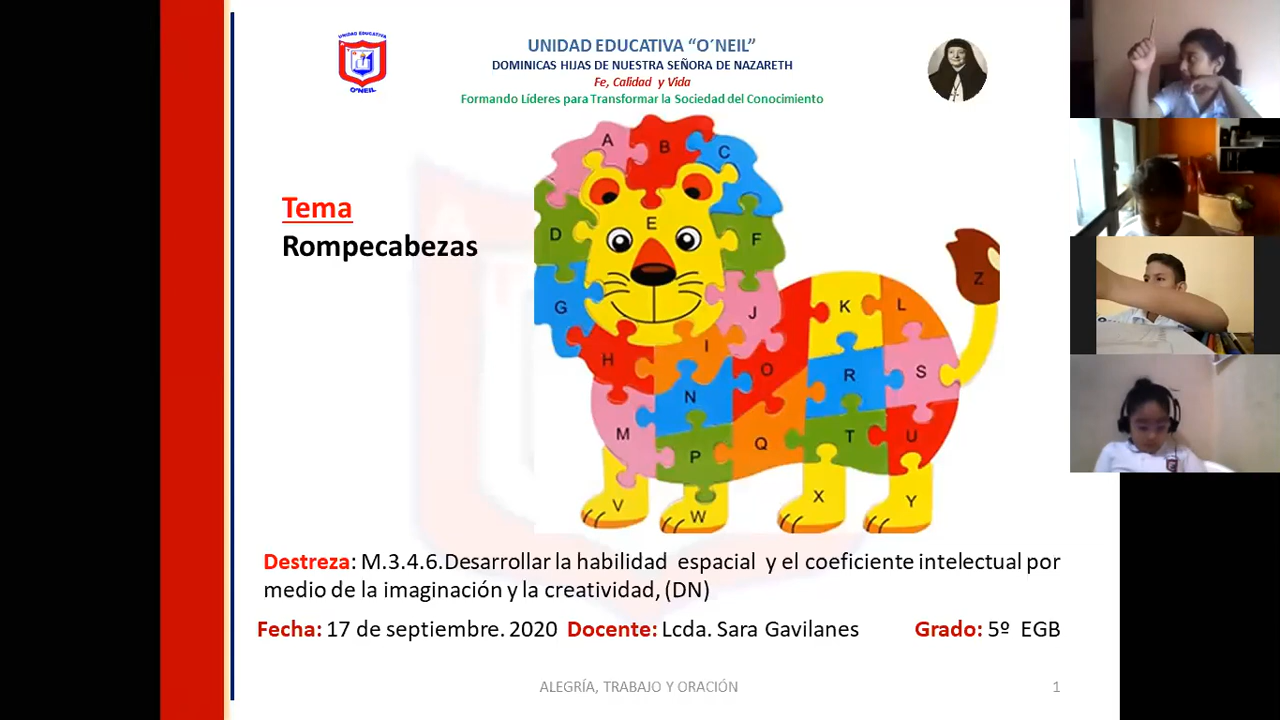 UNIDAD EDUCATIVA
O'NEIL
UNIDAD EDUCATIVA “O´NEIL”
DOMINICAS HIJAS DE NUESTRA SEÑORA DE NAZARETH
Fe, Calidad y Vida
Formando Líderes para Transformar la Sociedad del Conocimiento
Tema
Rompecabezas
A
B
C
D
E
F
G
H
I
J
K
L
M
N
O
P
Q
R
S
T
U
V
W
X
Y
Z
Destreza: M.3.4.6.Desarrollar la habilidad espacial y el coeficiente intelectual por
medio de la imaginación y la creatividad, (DN)
Fecha: 17 de septiembre. 2020 Docente: Lcda. Sara Gavilanes Grado: 5º EGB
ALEGRÍA, TRABAJO Y ORACIÓN 1